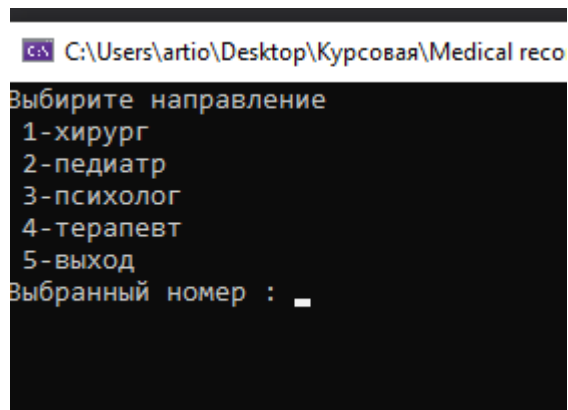 C:\Users\artio\Desktop\Курсовая\Medical reco
Выбирите направление
1-хирург
2-педиатр
3-психолог
4-терапевт
5-выход
Выбранный номер :